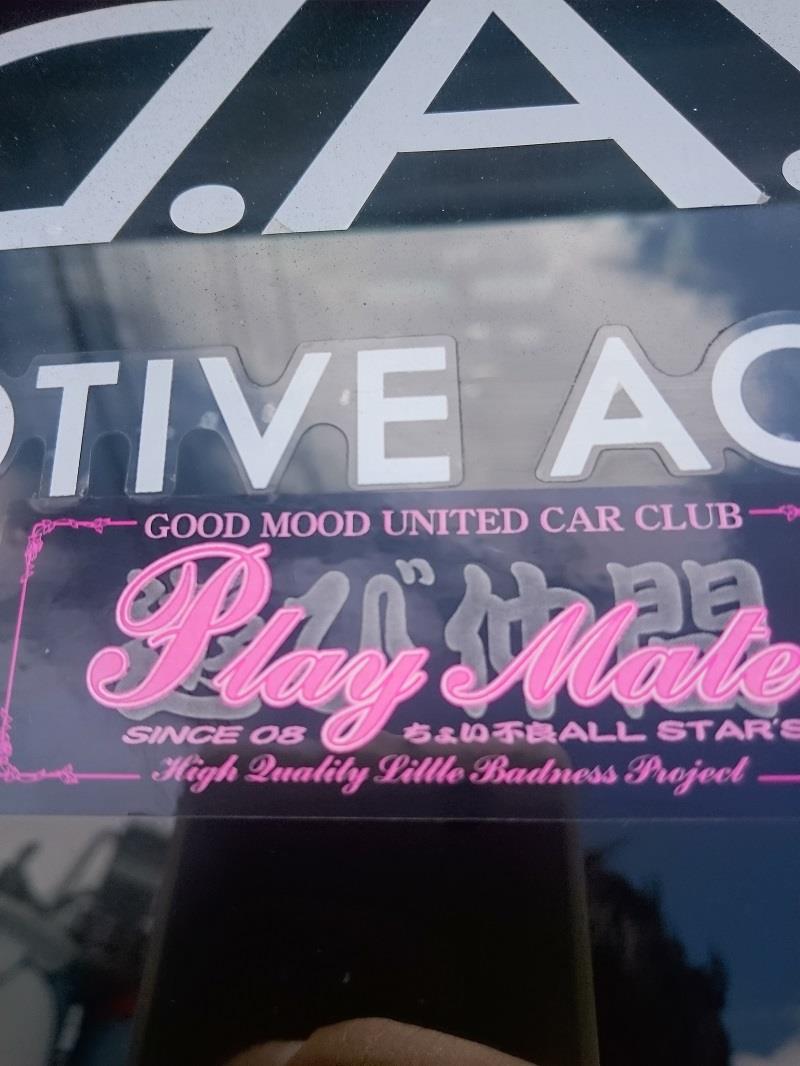 .A.
OTIVE AC
GOOD MOOD UNITED CAR CLUB
遊び仲間
Play Mate
SINCE 08 ちょい不良ALL STAR'S
High Quality Little Badness Project